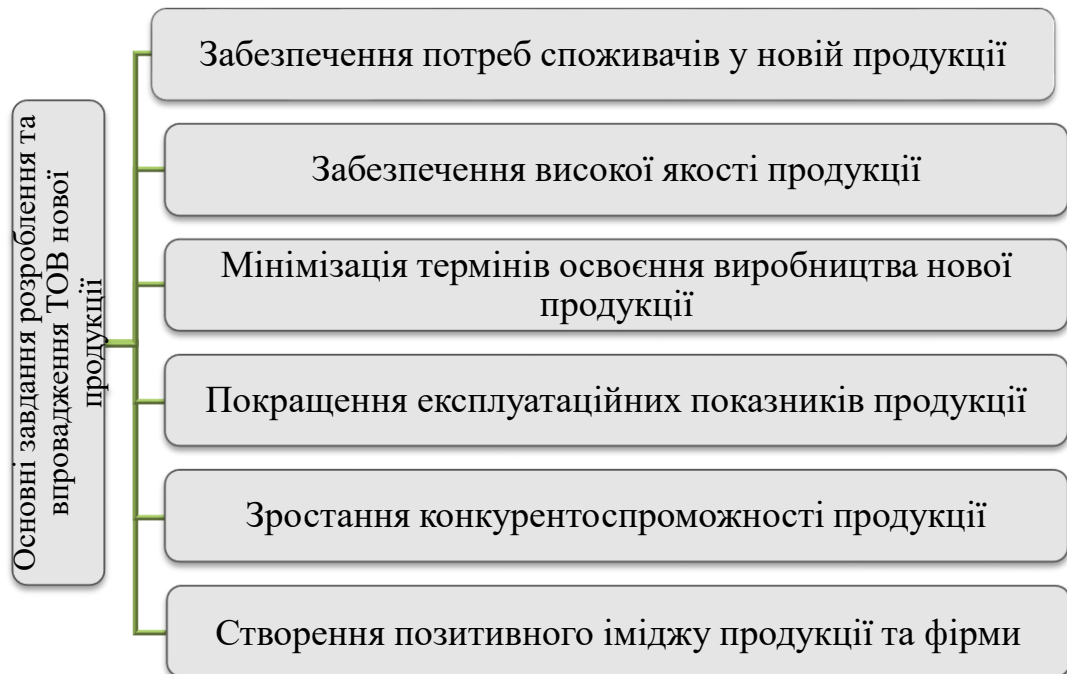 Основні завдання розроблення та
впровадження ТОВ нової
продукції
Забезпечення потреб споживачів у новій продукції
Забезпечення високої якості продукції
Мінімізація термінів освоєння виробництва нової
продукції
Покращення експлуатаційних показників продукції
Зростання конкурентоспроможності продукції
Створення позитивного іміджу продукції та фірми